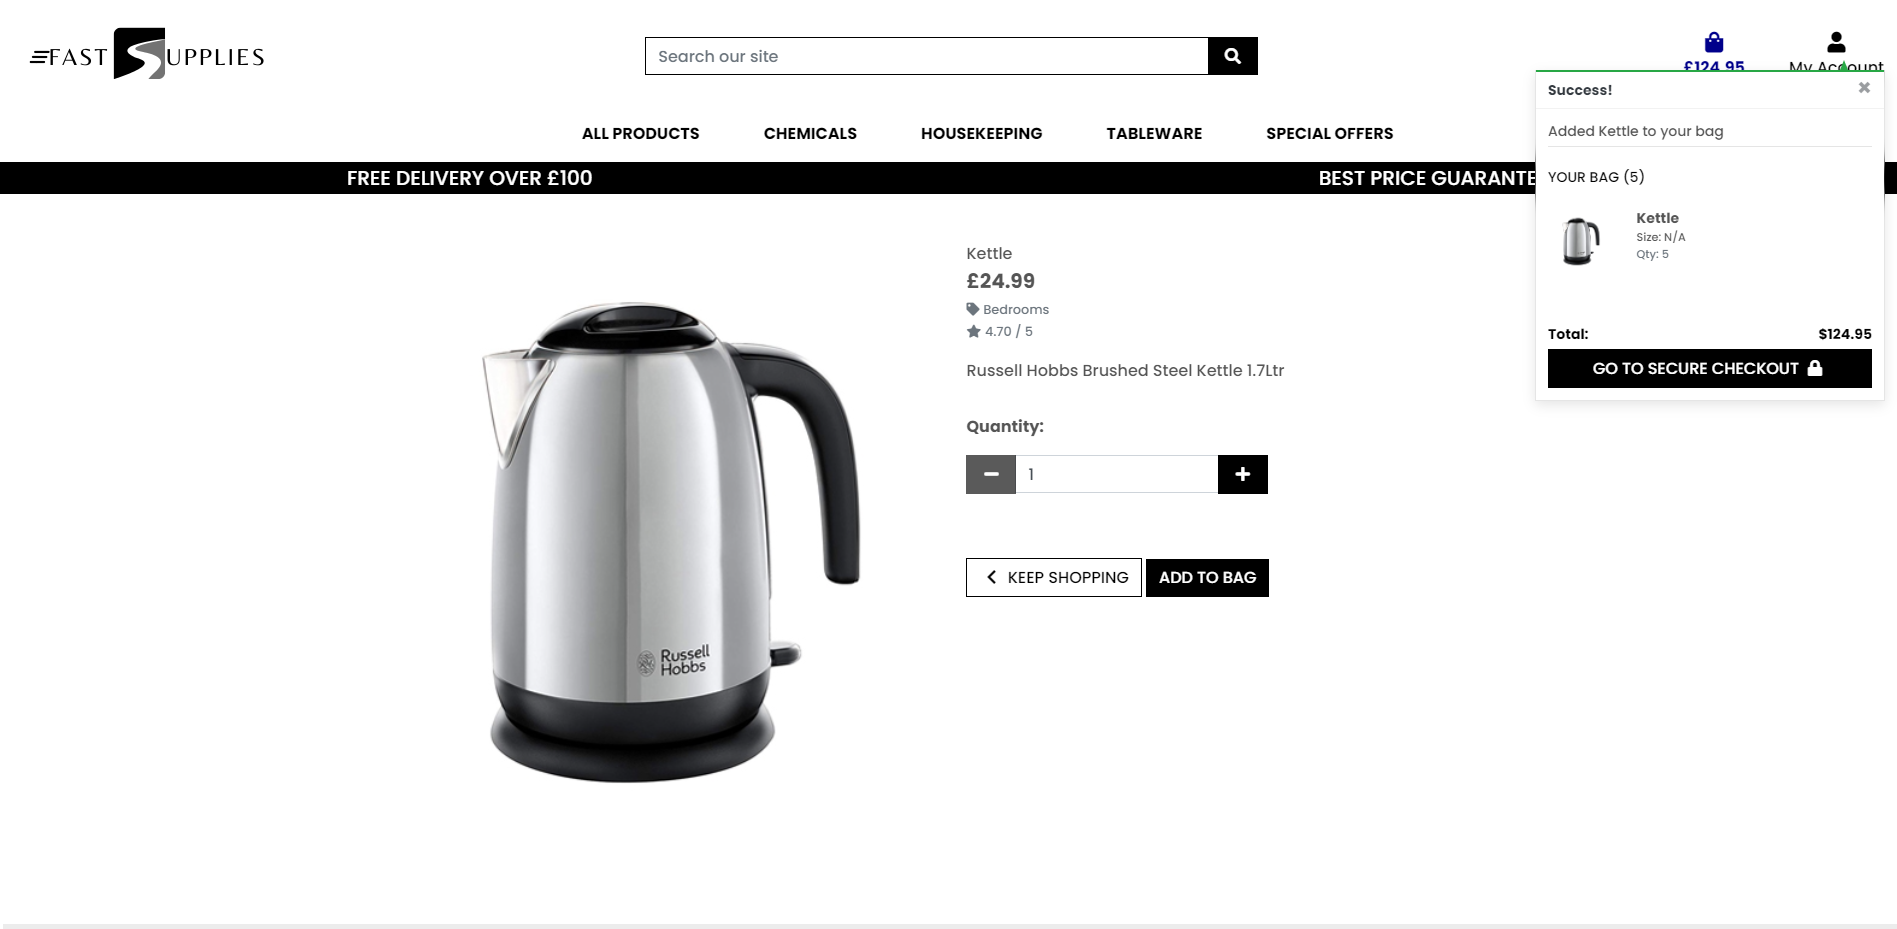 FAST SUPPLIES
Search our site
£124.95
My Account
ALL PRODUCTS
CHEMICALS
HOUSEKEEPING
TABLEWARE
SPECIAL OFFERS
FREE DELIVERY OVER £100
BEST PRICE GUARANTE
Success!
Added Kettle to your bag
YOUR BAG (5)
Kettle
Size: N/A
Qty: 5
Total:
$124.95
GO TO SECURE CHECKOUT
Kettle
£24.99
Bedrooms
4.70 / 5
Russell Hobbs Brushed Steel Kettle 1.7Ltr
Quantity:
1
KEEP SHOPPING
ADD TO BAG
Russell
Hobbs